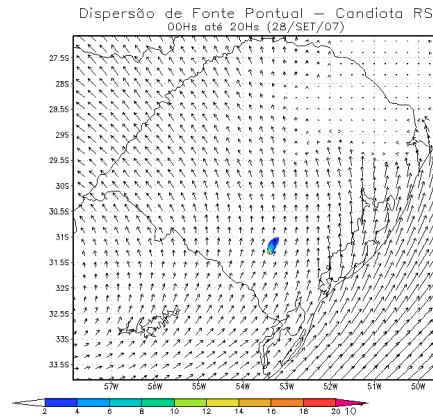 Dispersão de Fonte Pontual – Candiota RS
00Hs até 20Hs (28/SET/07)
27.5S
28S
28.5S
29S
29.5S
30S
30.5S
31S
31.5S
32S
32.5S
33S
33.5S
57W 56W 55W 54W 53W 52W 51W 50W
2 4 6 8 10 12 14 16 18 20 10